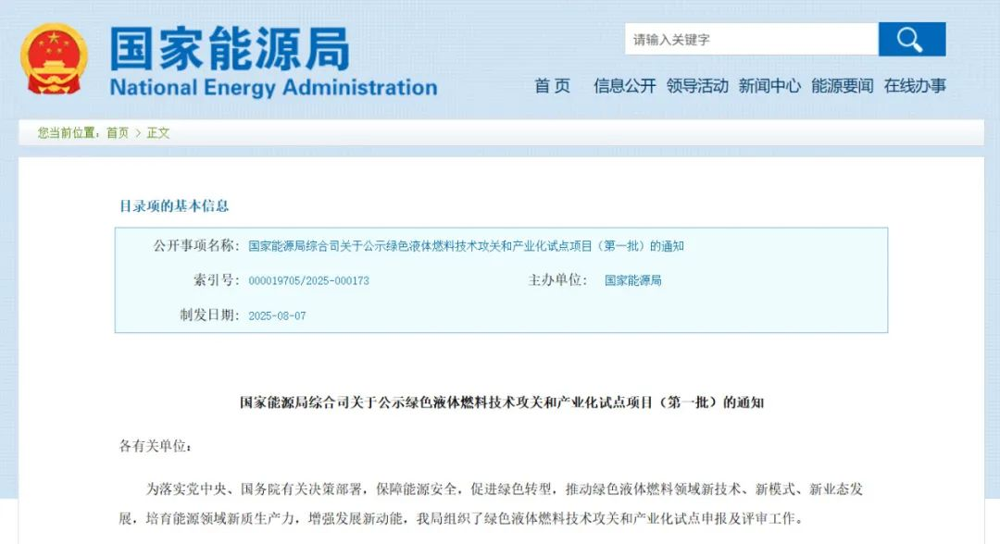 国家能源局
National Energy Administration
请输入关键字
首页 信息公开 领导活动 新闻中心 能源要闻 在线办事
您当前位置：首页 > 正文
目录项的基本信息
公开事项名称： 国家能源局综合司关于公示绿色液体燃料技术攻关和产业化试点项目（第一批）的通知
索引号： 000019705/2025-000173 主办单位： 国家能源局
制发日期： 2025-08-07
国家能源局综合司关于公示绿色液体燃料技术攻关和产业化试点项目（第一批）的通知
各有关单位：
为落实党中央、国务院有关决策部署，保障能源安全，促进绿色转型，推动绿色液体燃料领域新技术、新模式、新业态发
展，培育能源领域新质生产力，增强发展新动能，我局组织了绿色液体燃料技术攻关和产业化试点申报及评审工作。